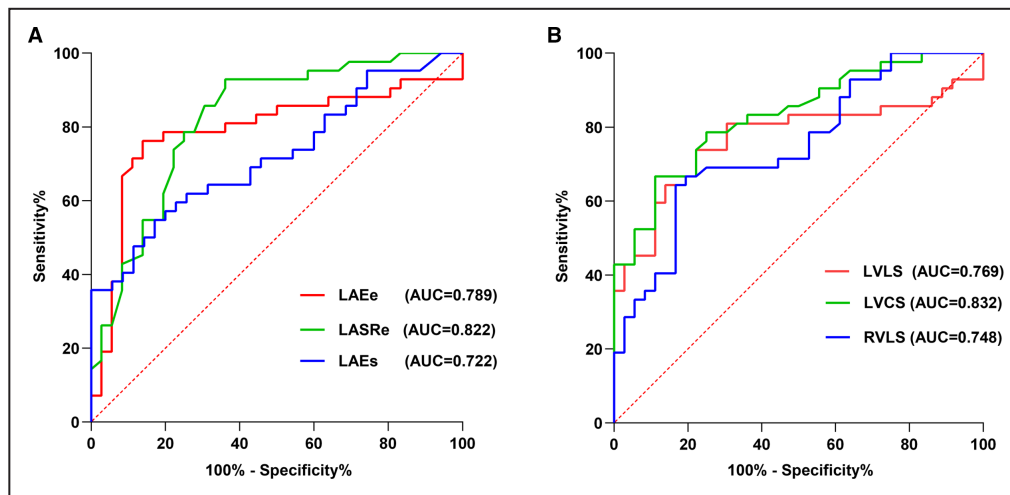 A
100
80
60
40
20
0
Sensitivity%
LAEe (AUC=0.789)
LASRe (AUC=0.822)
LAEs (AUC=0.722)
0 20 40 60 80 100
100% - Specificity%
B
100
80
60
40
20
0
Sensitivity%
LVLS (AUC=0.769)
LVCS (AUC=0.832)
RVLS (AUC=0.748)
0 20 40 60 80 100
100% - Specificity%